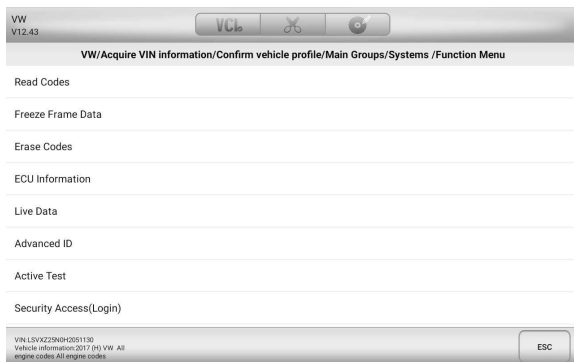 VW
V12.43
VCI
VW/Acquire VIN information/Confirm vehicle profile/Main Groups/Systems /Function Menu
Read Codes
Freeze Frame Data
Erase Codes
ECU Information
Live Data
Advanced ID
Active Test
Security Access(Login)
VIN:LSVXZ25N0H2051130
Vehicle information:2017 (H) VW All
engine codes All engine codes
ESC